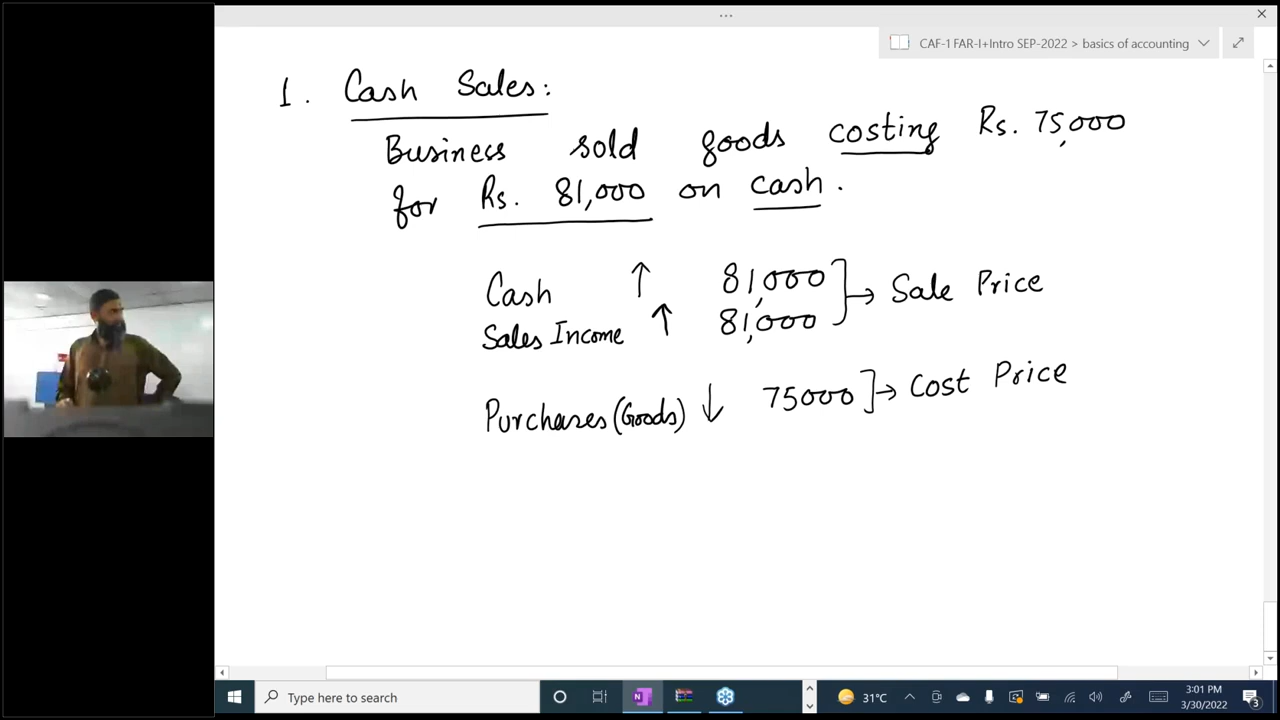 CAF-1 FAR-I+Intro SEP-2022 > basics of accounting
1. Cash Sales:
Business sold goods costing Rs. 75,000
for Rs. 81,000 on cash.
Cash ↑ 81,000
Sales Income ↑ 81,000 → Sale Price
Purchases (Goods) ↓ 75000 → Cost Price
Type here to search
31°C
3:01 PM
3/30/2022
3